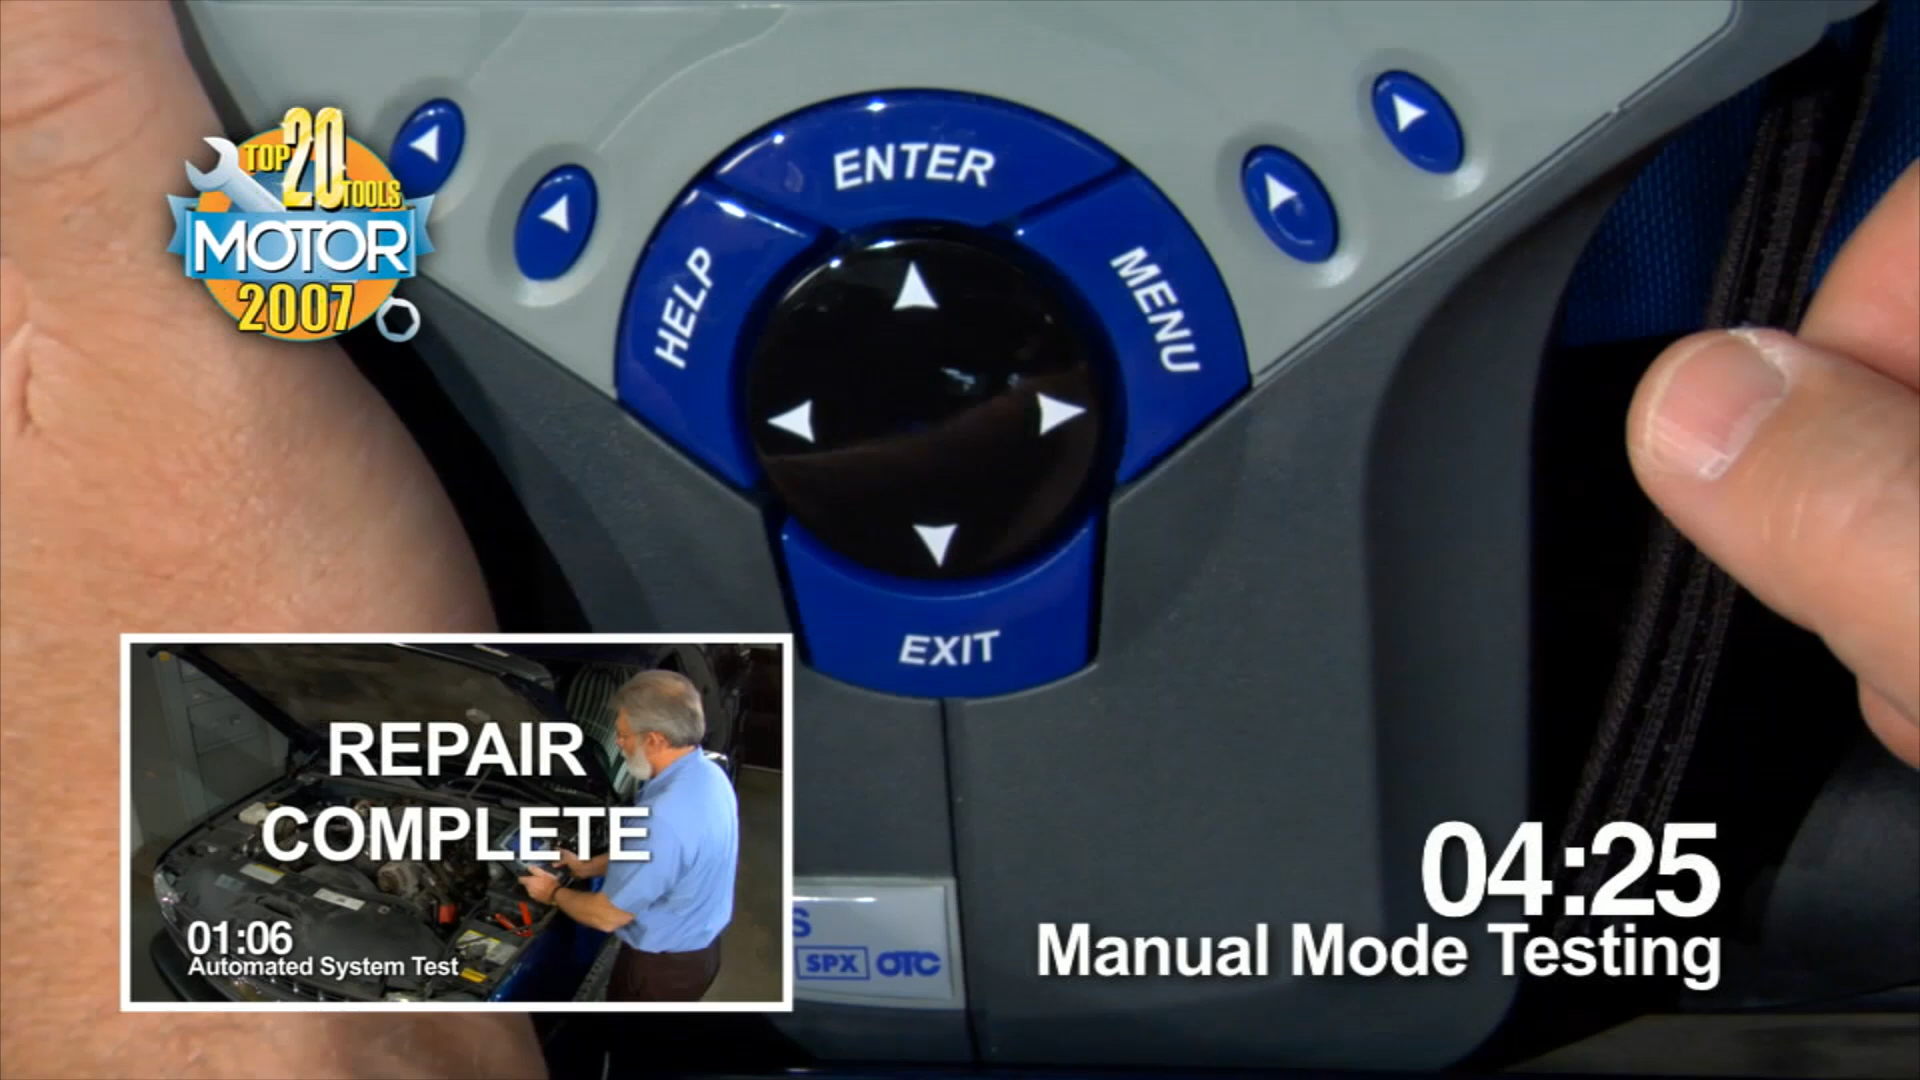 TOP 20 TOOLS
MOTOR
2007
ENTER
HELP
MENU
EXIT
REPAIR
COMPLETE
01:06
Automated System Test
S
SPX OTC
04:25
Manual Mode Testing